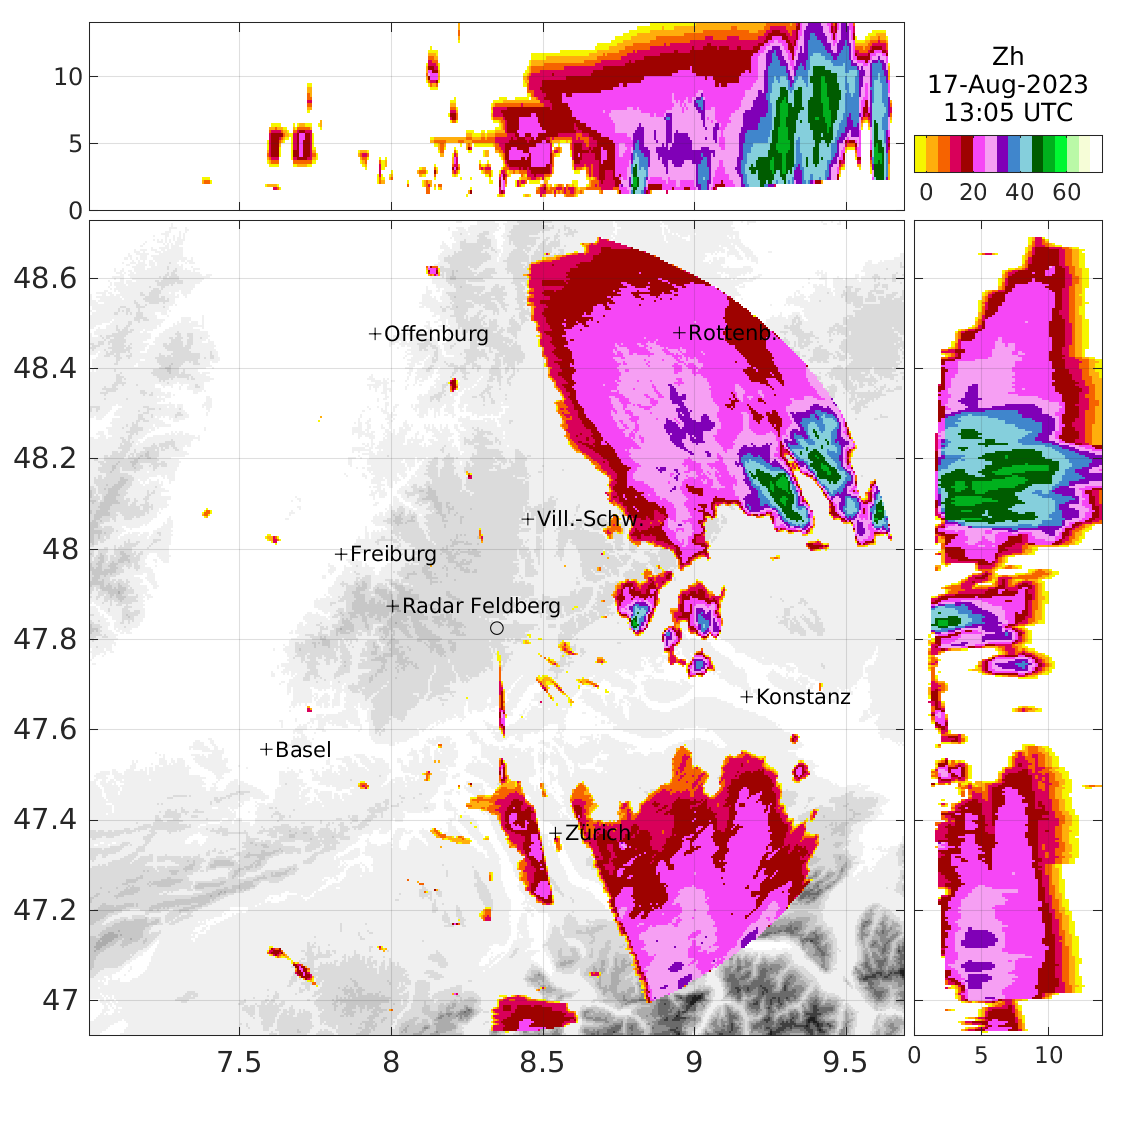 10
5
0
Zh
17-Aug-2023
13:05 UTC
0 20 40 60
48.6
48.4
48.2
48
47.8
47.6
47.4
47.2
47
+Offenburg
+Rottenb.
+Vill.-Schw.
+Freiburg
+Radar Feldberg
+Konstanz
+Basel
+Zürich
7.5 8 8.5 9 9.5
0 5 10